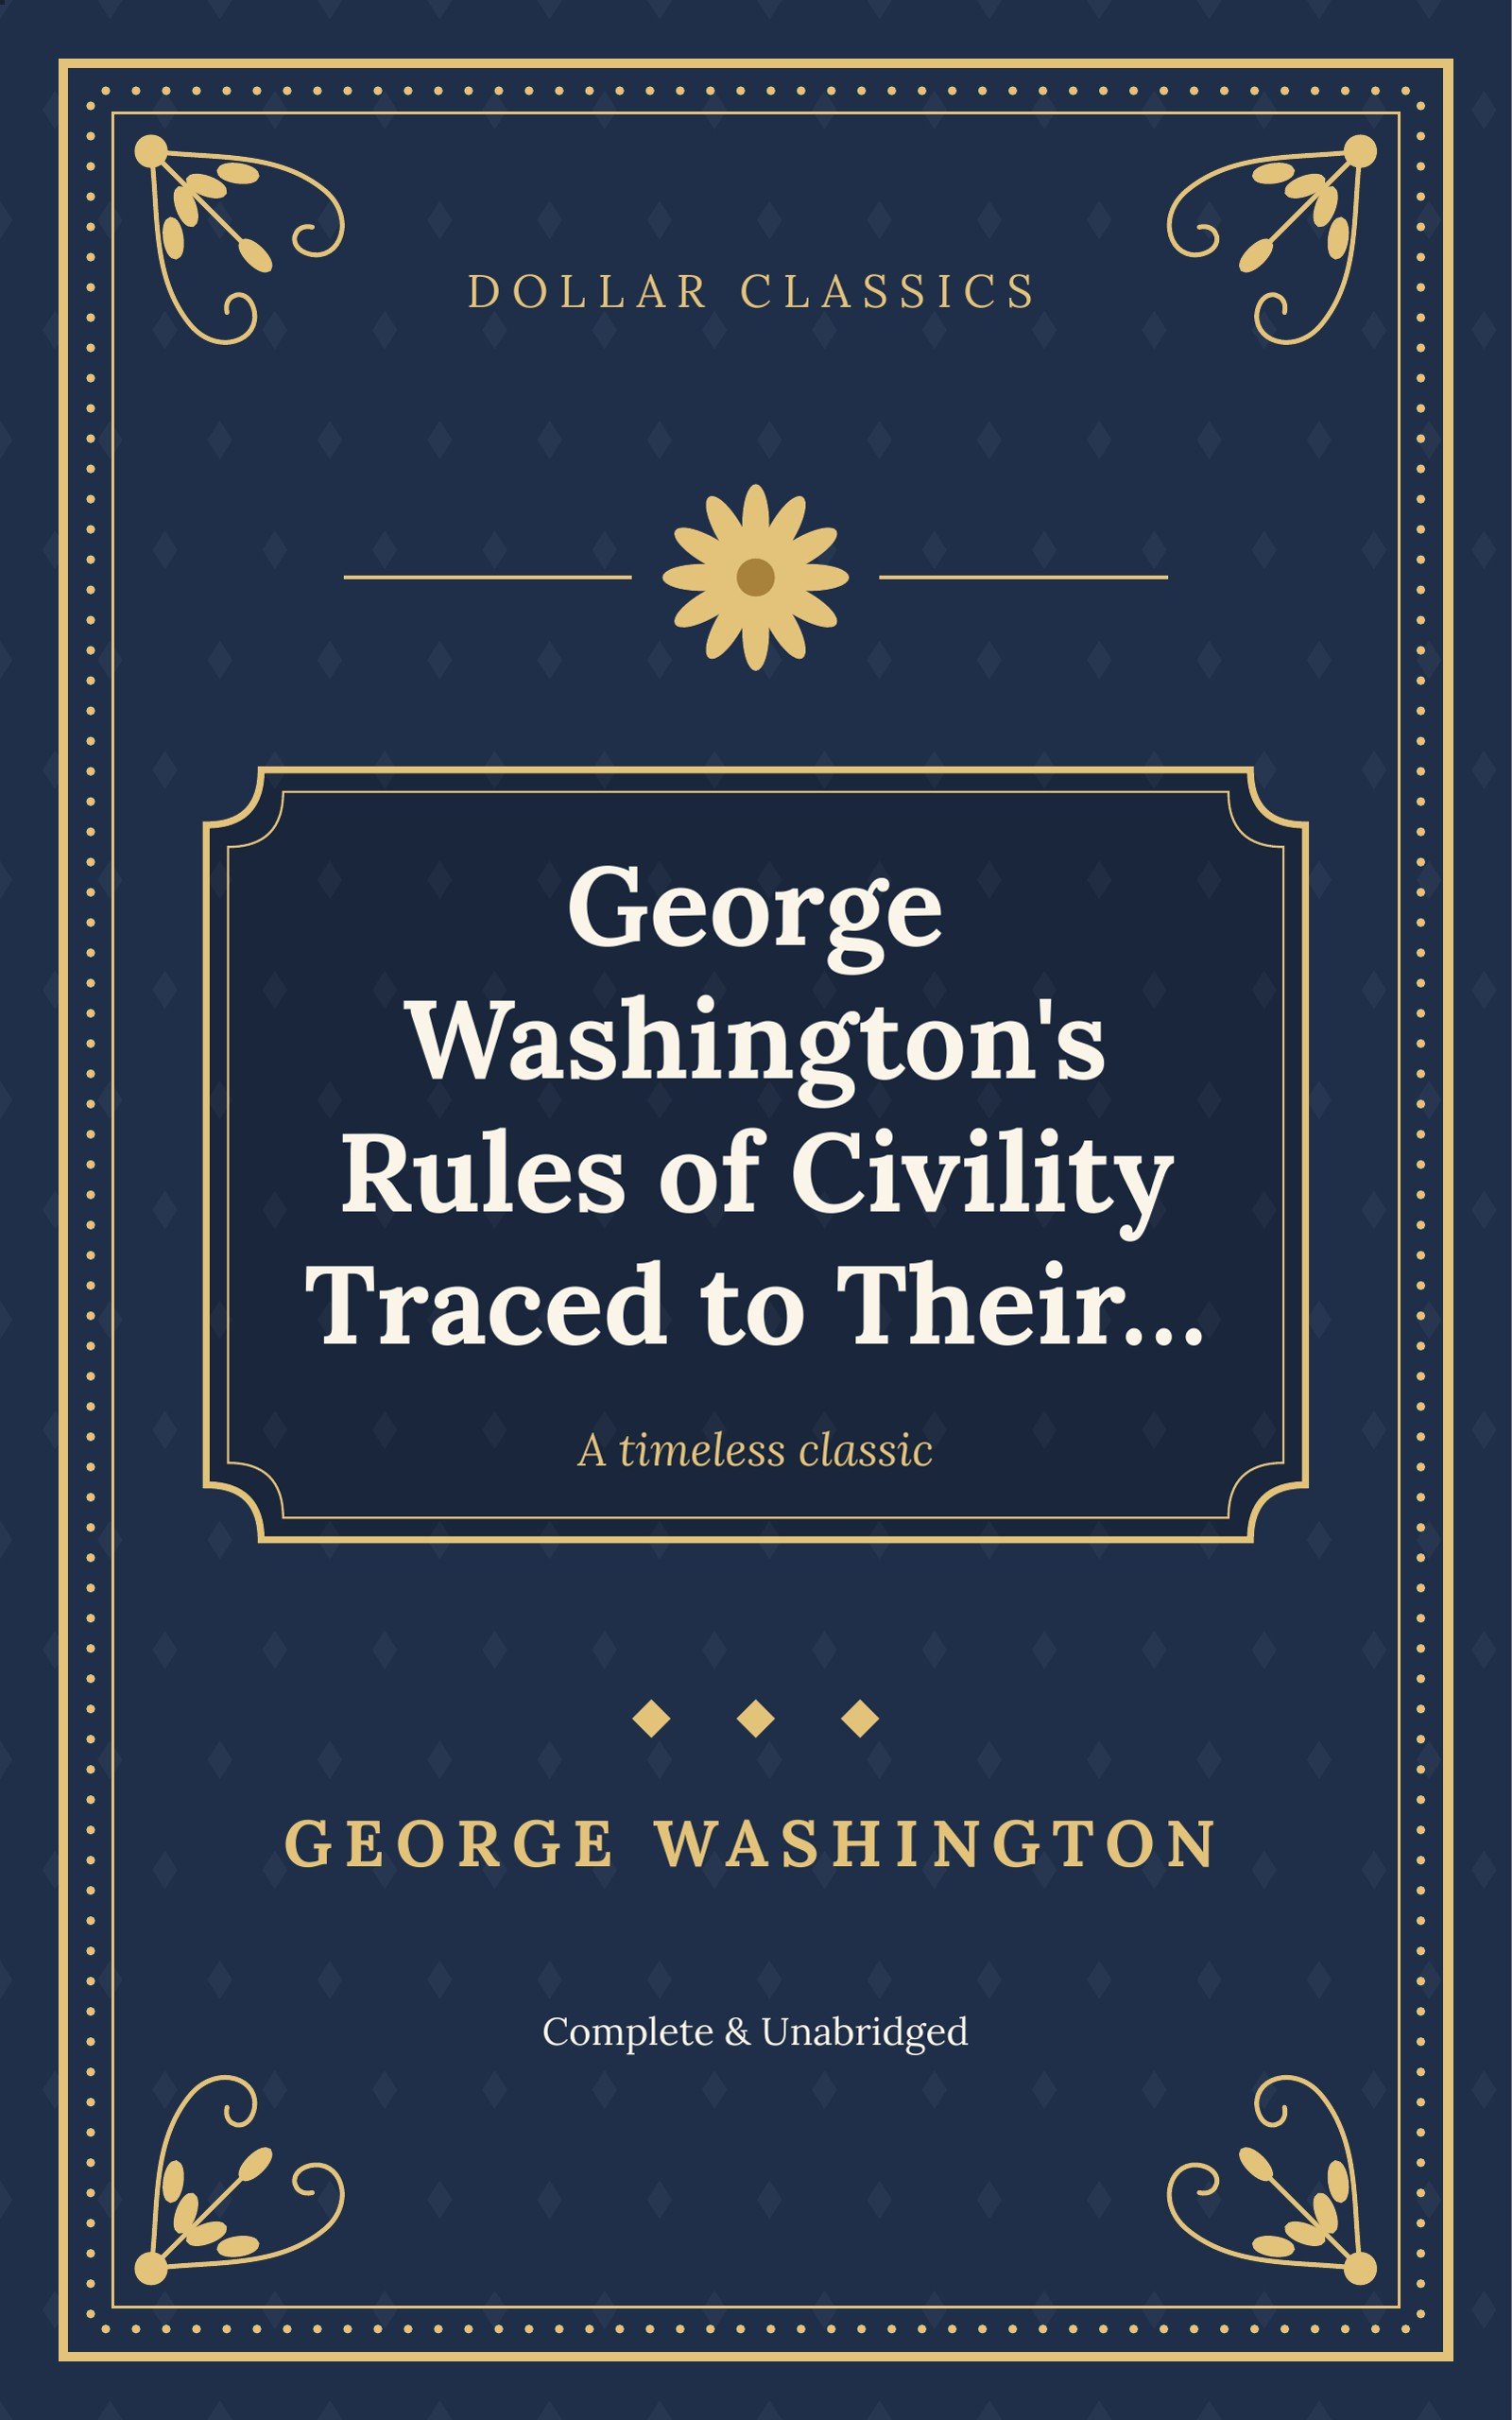 DOLLAR CLASSICS
George
Washington's
Rules of Civility
Traced to Their...
A timeless classic
GEORGE WASHINGTON
Complete & Unabridged